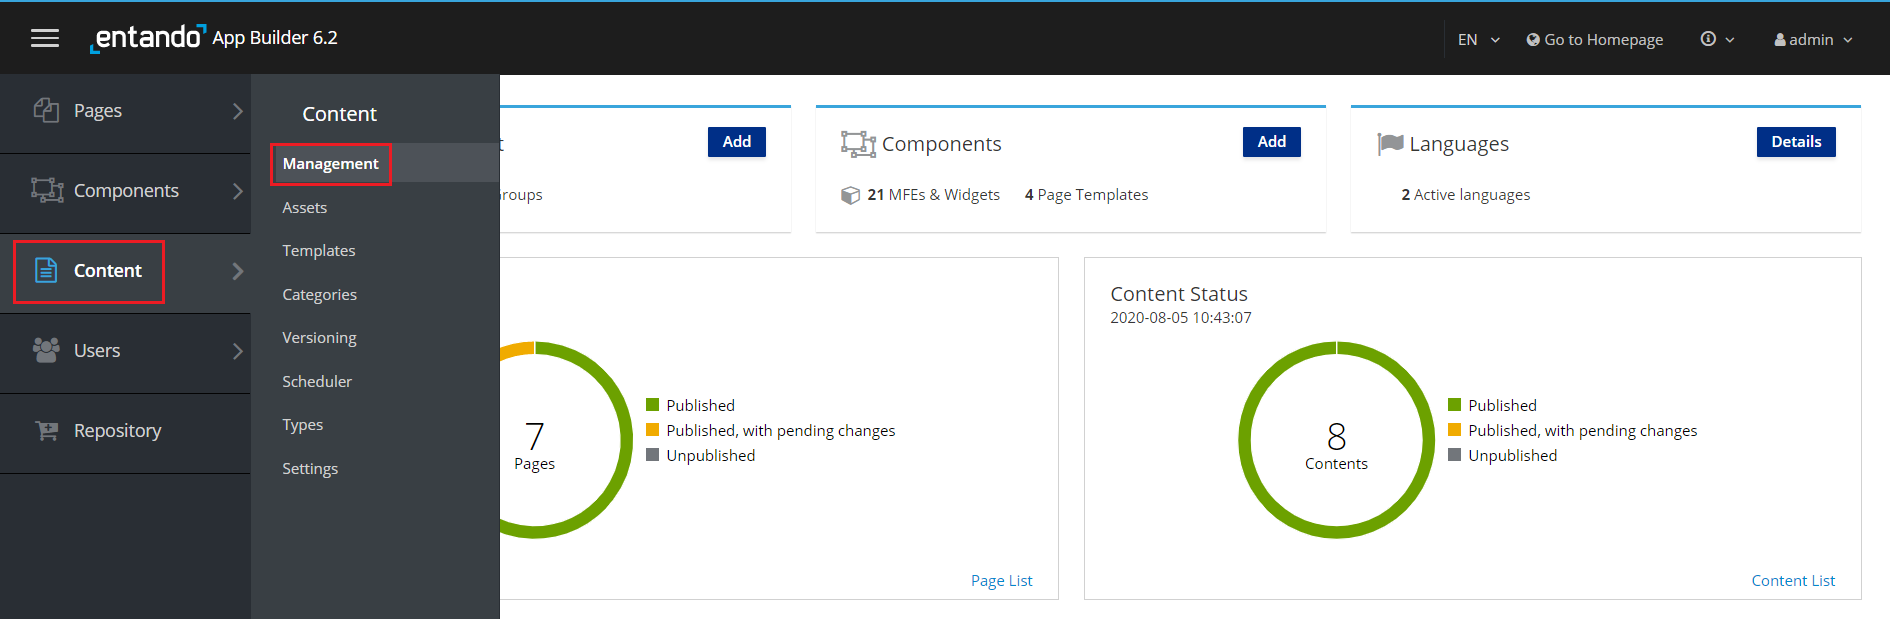 entando App Builder 6.2
EN
Go to Homepage
admin
Pages
Components
Content
Users
Repository
Content
Management
Assets
Templates
Categories
Versioning
Scheduler
Types
Settings
t
Add
Groups
Components
Add
21 MFEs & Widgets
4 Page Templates
Languages
Details
2 Active languages
7
Pages
Published
Published, with pending changes
Unpublished
Page List
Content Status
2020-08-05 10:43:07
8
Contents
Published
Published, with pending changes
Unpublished
Content List